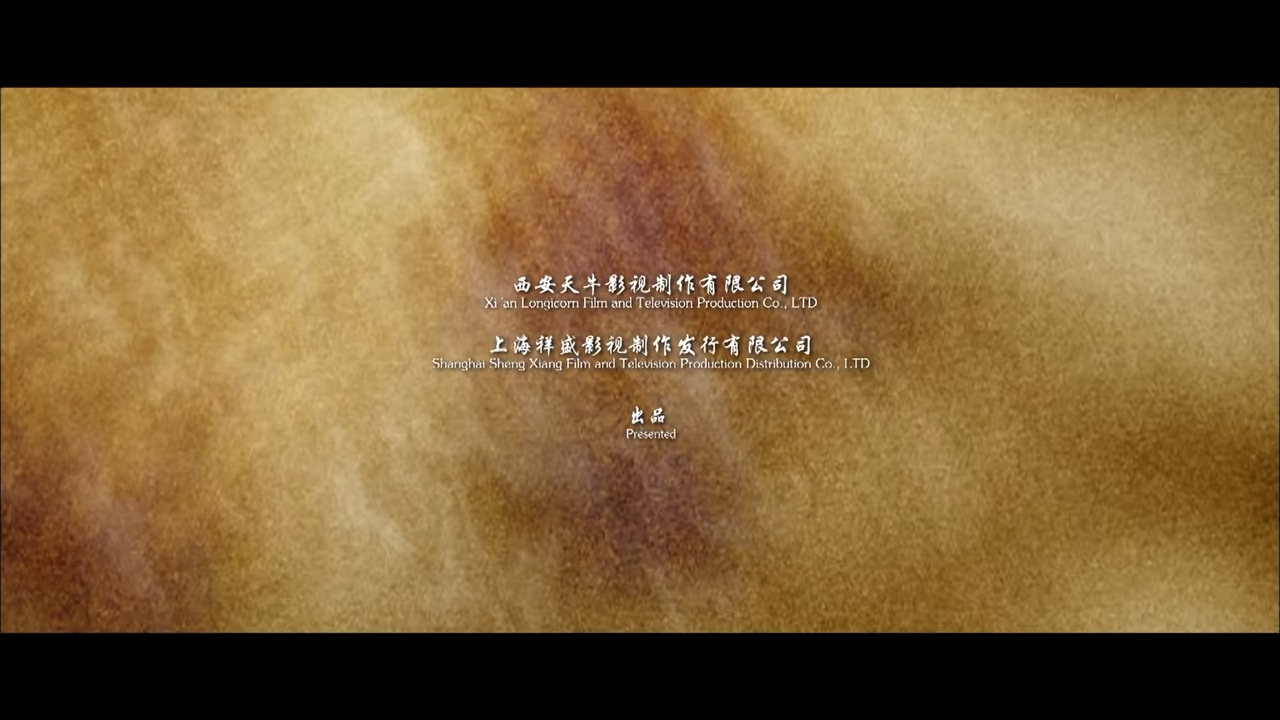 西安天牛影视制作有限公司
Xi 'an Longicorn Film and Television Production Co., LTD
上海祥盛影视制作发行有限公司
Shanghai Sheng Xiang Film and Television Production Distribution Co., LTD
出品
Presented